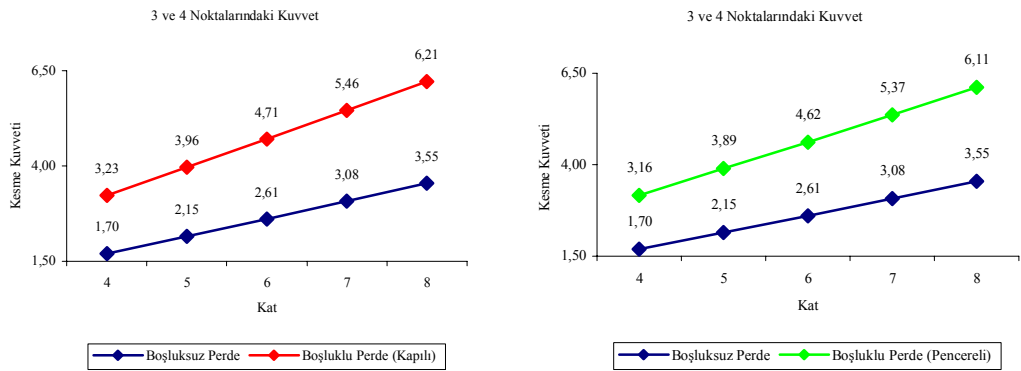 3 ve 4 Noktalarındaki Kuvvet
6,50
4,00
1,50
Kesme Kuvveti
3,23
3,96
4,71
5,46
6,21
1,70
2,15
2,61
3,08
3,55
4 5 6 7 8
Kat
Boşluksuz Perde Boşluklu Perde (Kapılı)
3 ve 4 Noktalarındaki Kuvvet
6,50
4,00
1,50
Kesme Kuvveti
3,16
3,89
4,62
5,37
6,11
1,70
2,15
2,61
3,08
3,55
4 5 6 7 8
Kat
Boşluksuz Perde Boşluklu Perde (Pencereli)